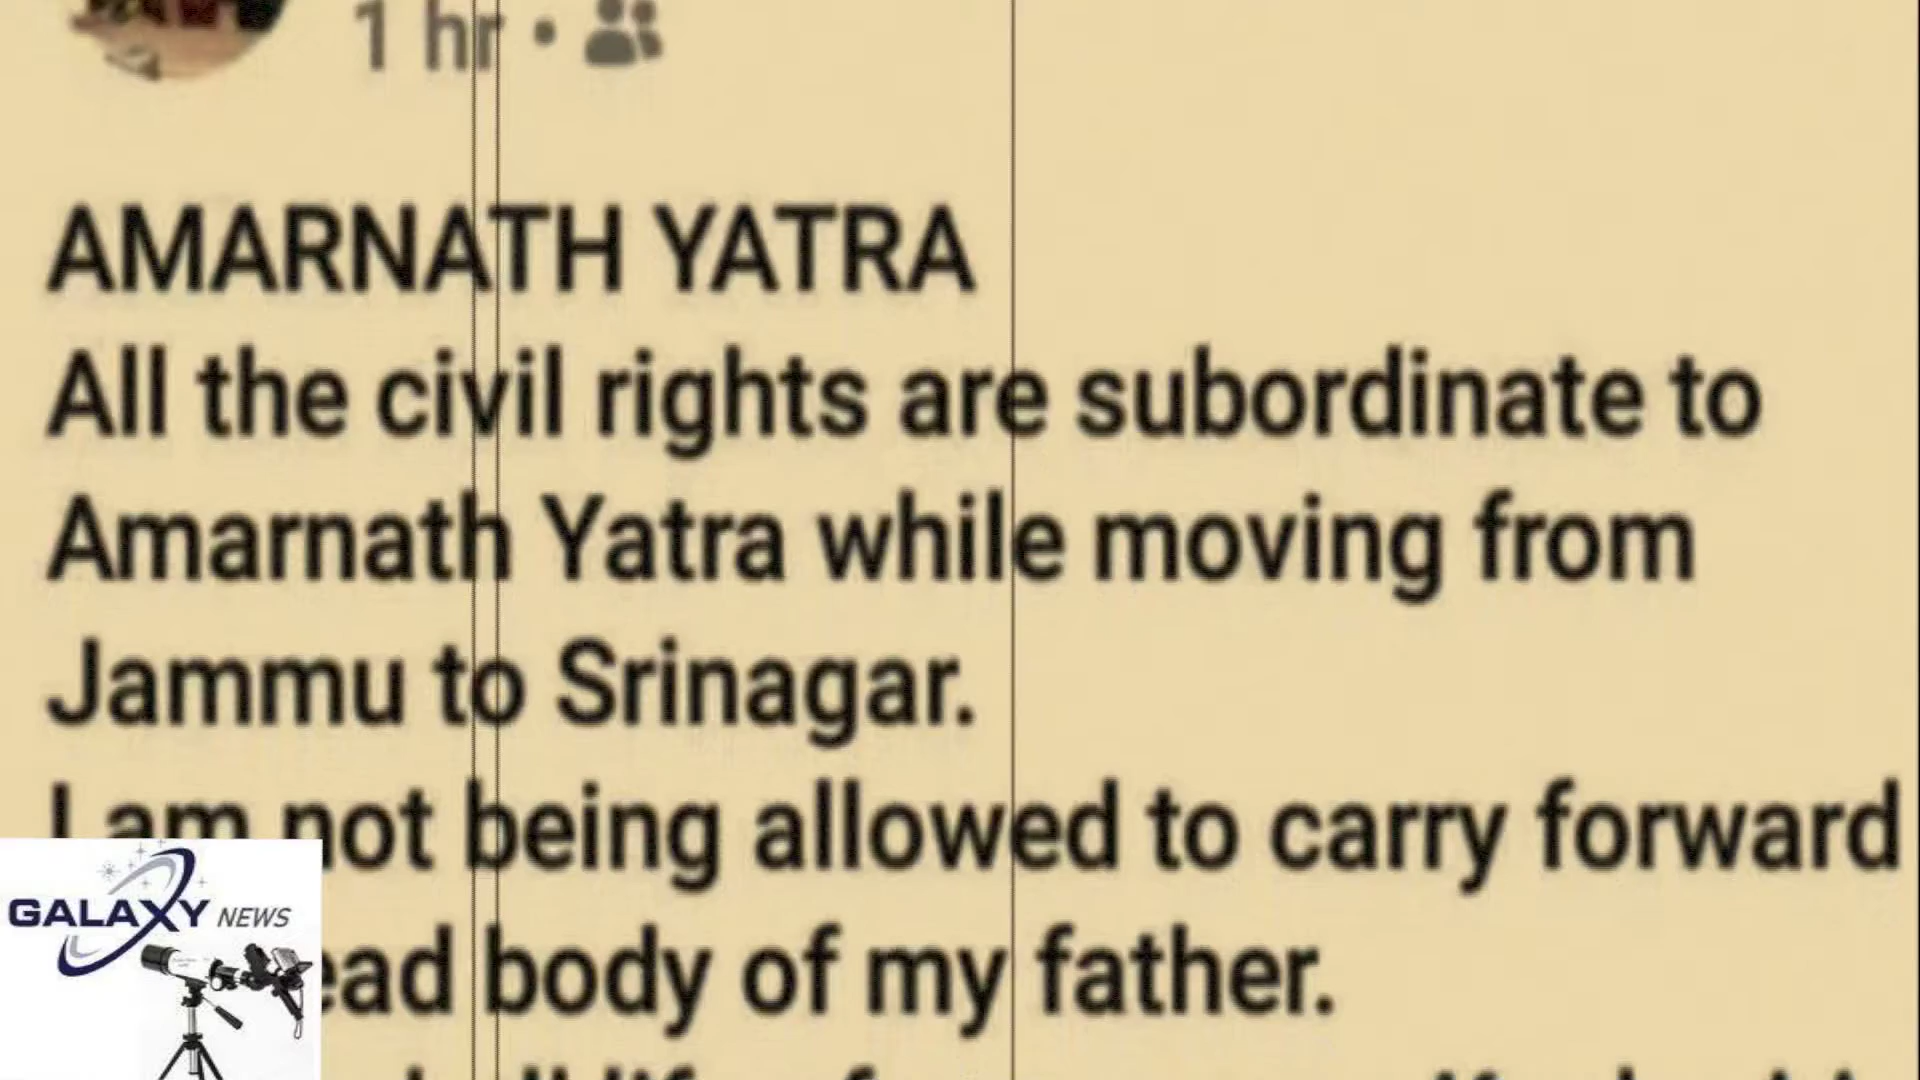 1 hr •
AMARNATH YATRA
All the civil rights are subordinate to
Amarnath Yatra while moving from
Jammu to Srinagar.
I am not being allowed to carry forward
body of my father.
GALAXY NEWS